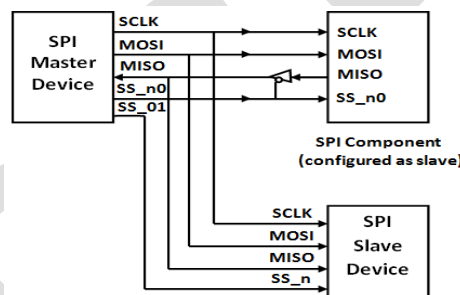 SPI
Master
Device
SCLK
MOSI
MISO
SS_n0
SS_01
SCLK
MOSI
MISO
SS_n0
SPI Component
(configured as slave)
SCLK
MOSI
MISO
SS_n
SPI
Slave
Device